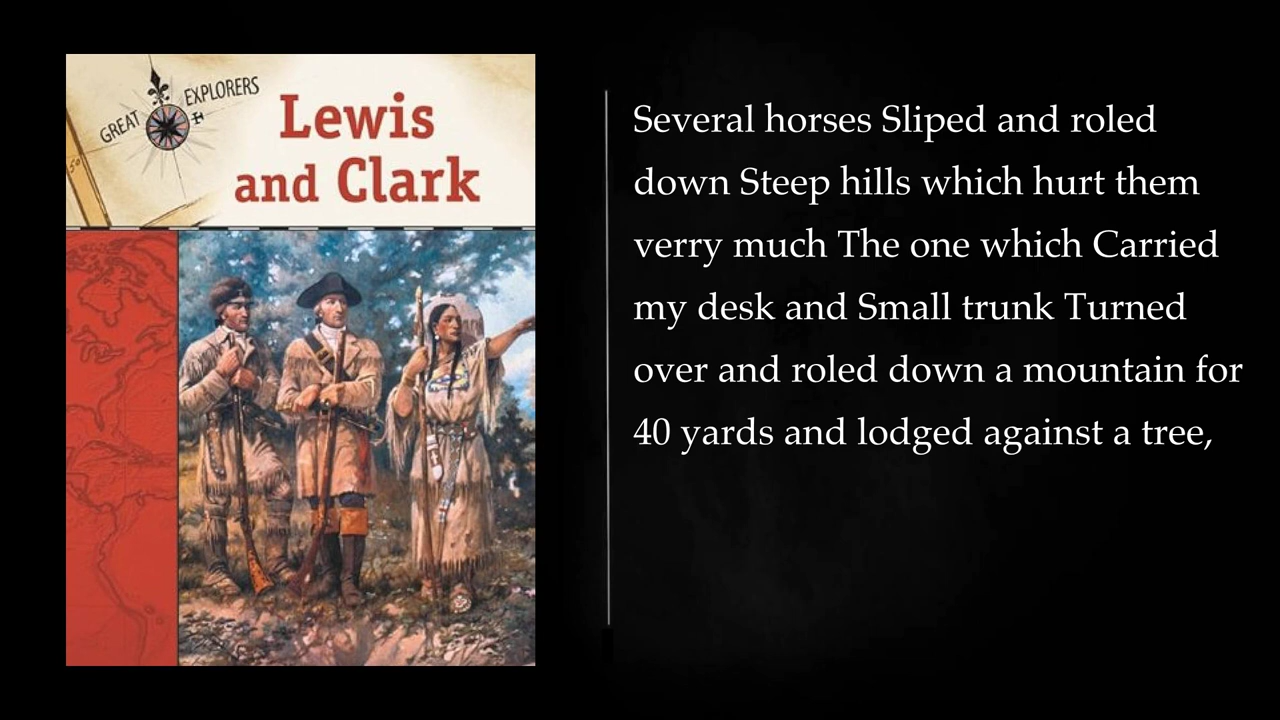 GREAT EXPLORERS
Lewis
and Clark
Several horses Sliped and roled
down Steep hills which hurt them
verry much The one which Carried
my desk and Small trunk Turned
over and roled down a mountain for
40 yards and lodged against a tree,